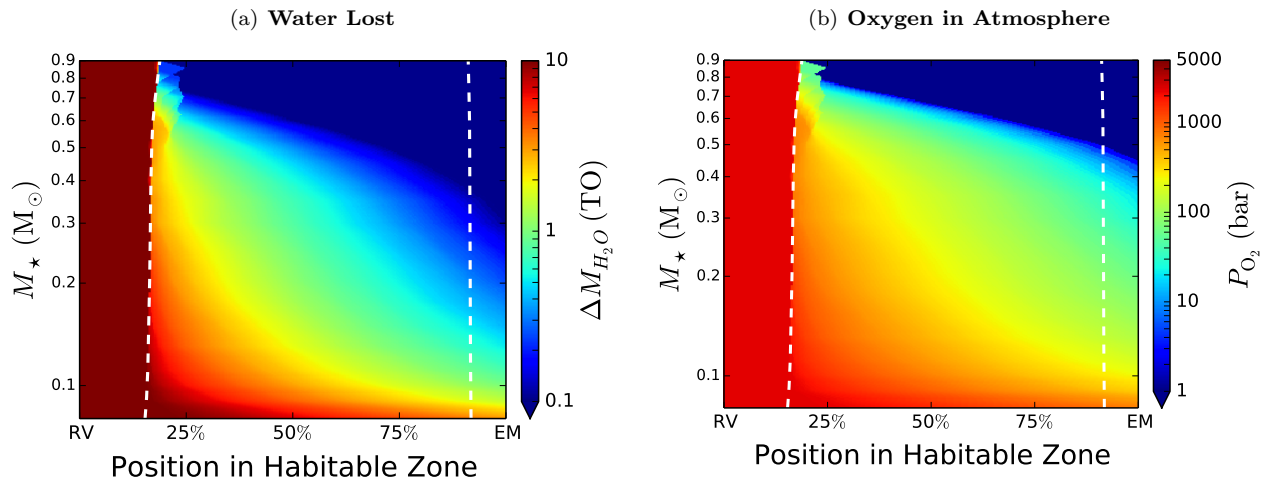 (a) Water Lost
0.9
0.8
0.7
0.6
0.5
0.4
0.3
0.2
0.1
M⋆ (M⊙)
RV 25% 50% 75% EM
Position in Habitable Zone
10
1
0.1
ΔM_{H₂O} (TO)
(b) Oxygen in Atmosphere
0.9
0.8
0.7
0.6
0.5
0.4
0.3
0.2
0.1
M⋆ (M⊙)
RV 25% 50% 75% EM
Position in Habitable Zone
5000
1000
100
10
1
P_{O₂} (bar)